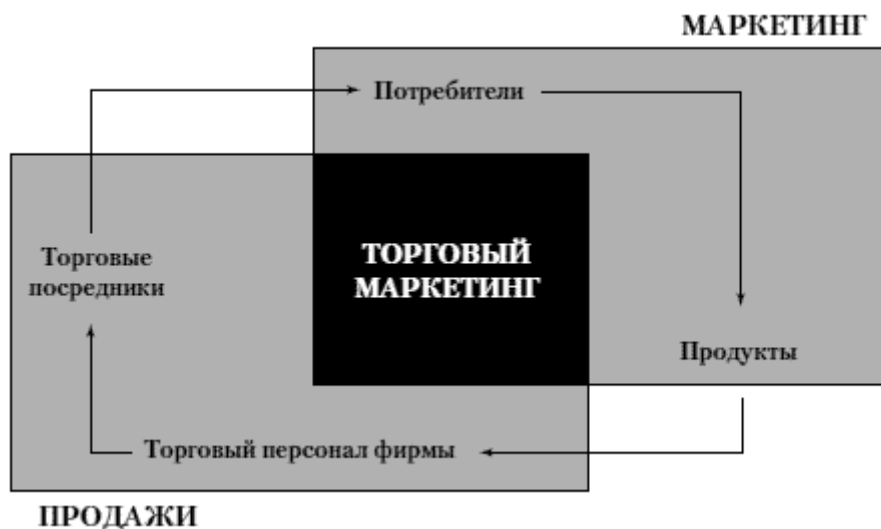 МАРКЕТИНГ
Потребители
Торговые
посредники
ТОРГОВЫЙ
МАРКЕТИНГ
Продукты
Торговый персонал фирмы
ПРОДАЖИ